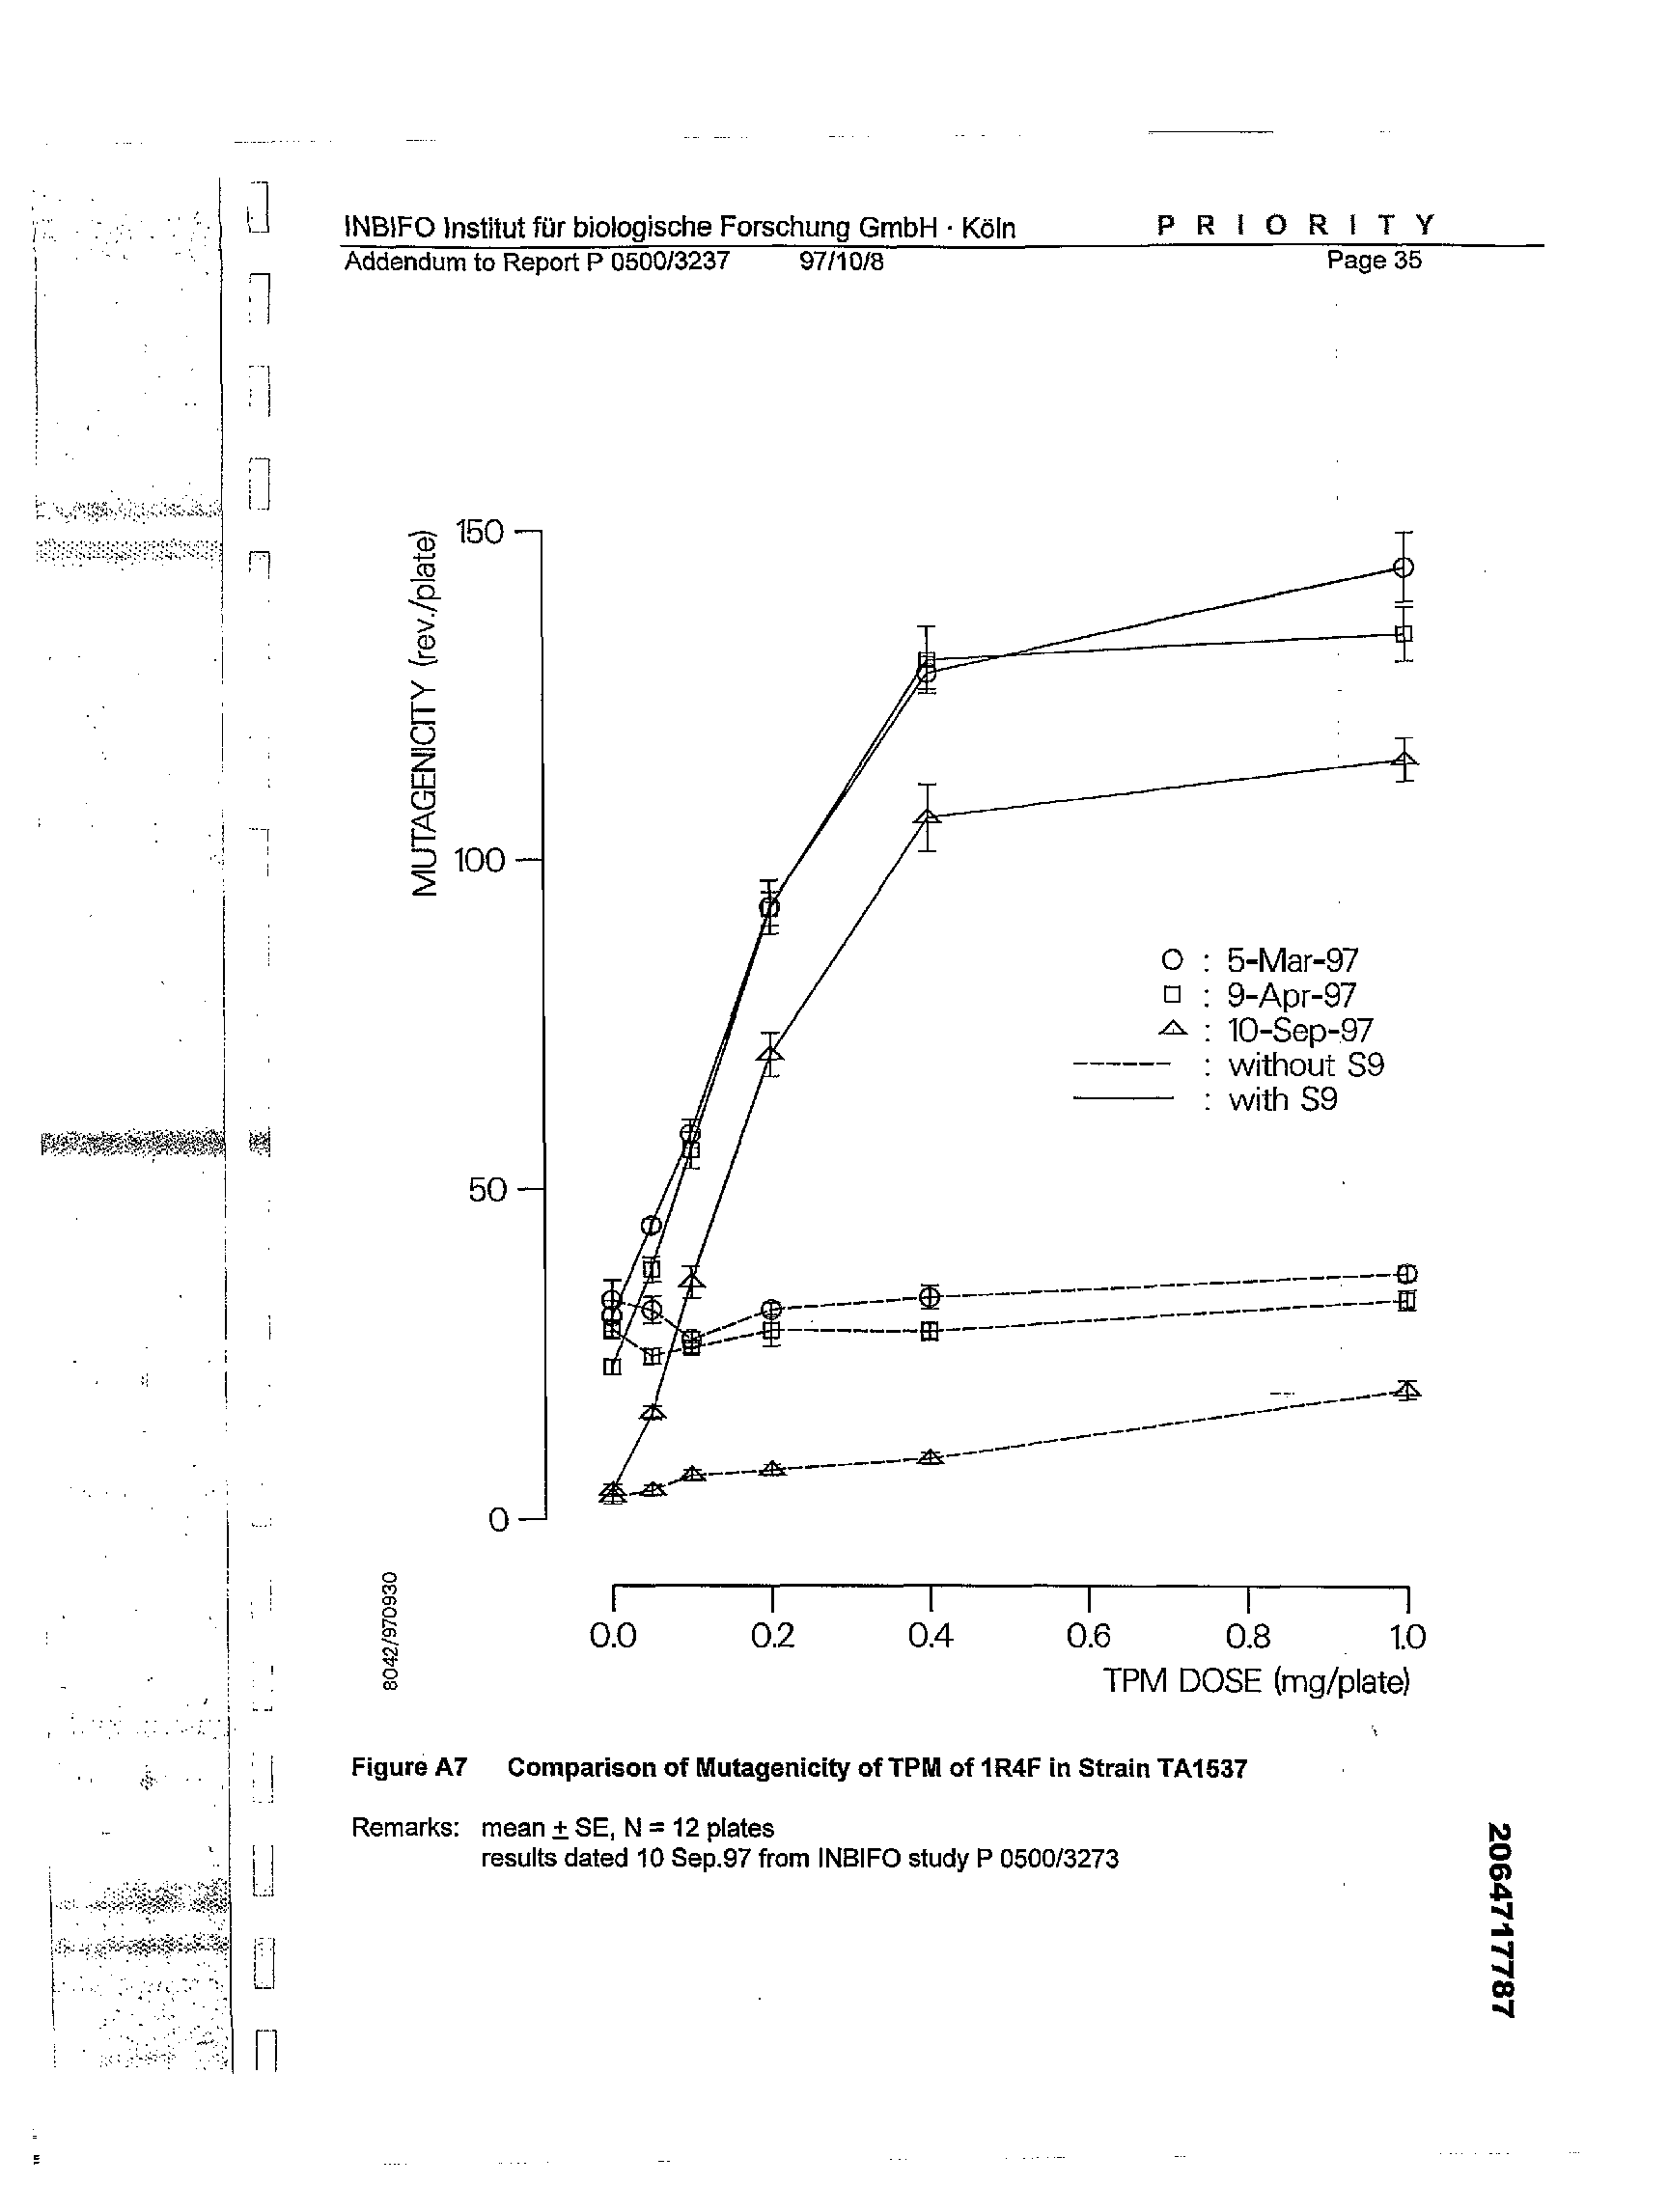 INBIFO Institut für biologische Forschung GmbH · Köln P R I O R I T Y
Addendum to Report P 0500/3237 97/10/8 Page 35
MUTAGENICITY (rev./plate)
150
100
50
0
O : 5-Mar-97
□ : 9-Apr-97
△ : 10-Sep-97
------- : without S9
——— : with S9
0.0 0.2 0.4 0.6 0.8 1.0
TPM DOSE (mg/plate)
8042/970930
Figure A7 Comparison of Mutagenicity of TPM of 1R4F in Strain TA1537
Remarks: mean ± SE, N = 12 plates
results dated 10 Sep.97 from INBIFO study P 0500/3273
2064717787